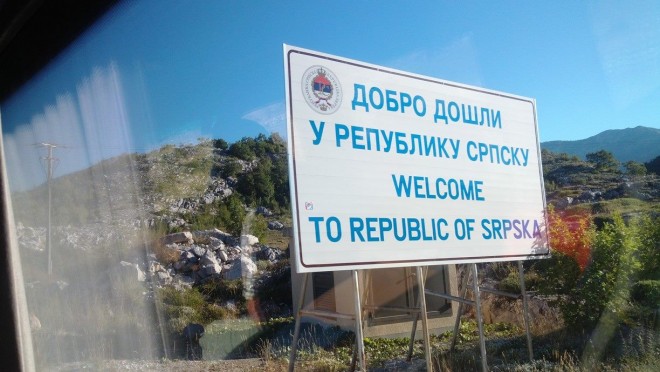 ДОБРО ДОШЛИ
У РЕПУБЛИКУ СРПСКУ
WELCOME
TO REPUBLIC OF SRPSKA